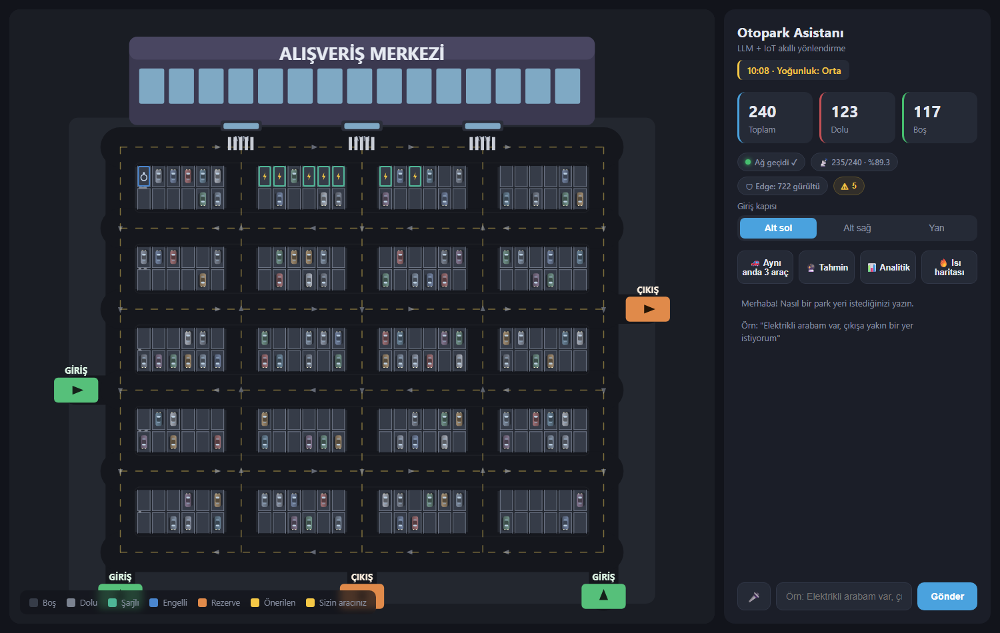 ALIŞVERİŞ MERKEZİ
ÇIKIŞ
GİRİŞ
GİRİŞ
ÇIKIŞ
GİRİŞ
Boş
Dolu
Şarjlı
Engelli
Rezerve
Önerilen
Sizin aracınız
Otopark Asistanı
LLM + IoT akıllı yönlendirme
10:08 · Yoğunluk: Orta
240
Toplam
123
Dolu
117
Boş
Ağ geçidi ✓
235/240 · %89.3
Edge: 722 gürültü
5
Giriş kapısı
Alt sol
Alt sağ
Yan
Aynı
anda 3 araç
Tahmin
Analitik
Isı
haritası
Merhaba! Nasıl bir park yeri istediğinizi yazın.
Örn: "Elektrikli arabam var, çıkışa yakın bir yer
istiyorum"
Örn: Elektrikli arabam var, çı
Gönder